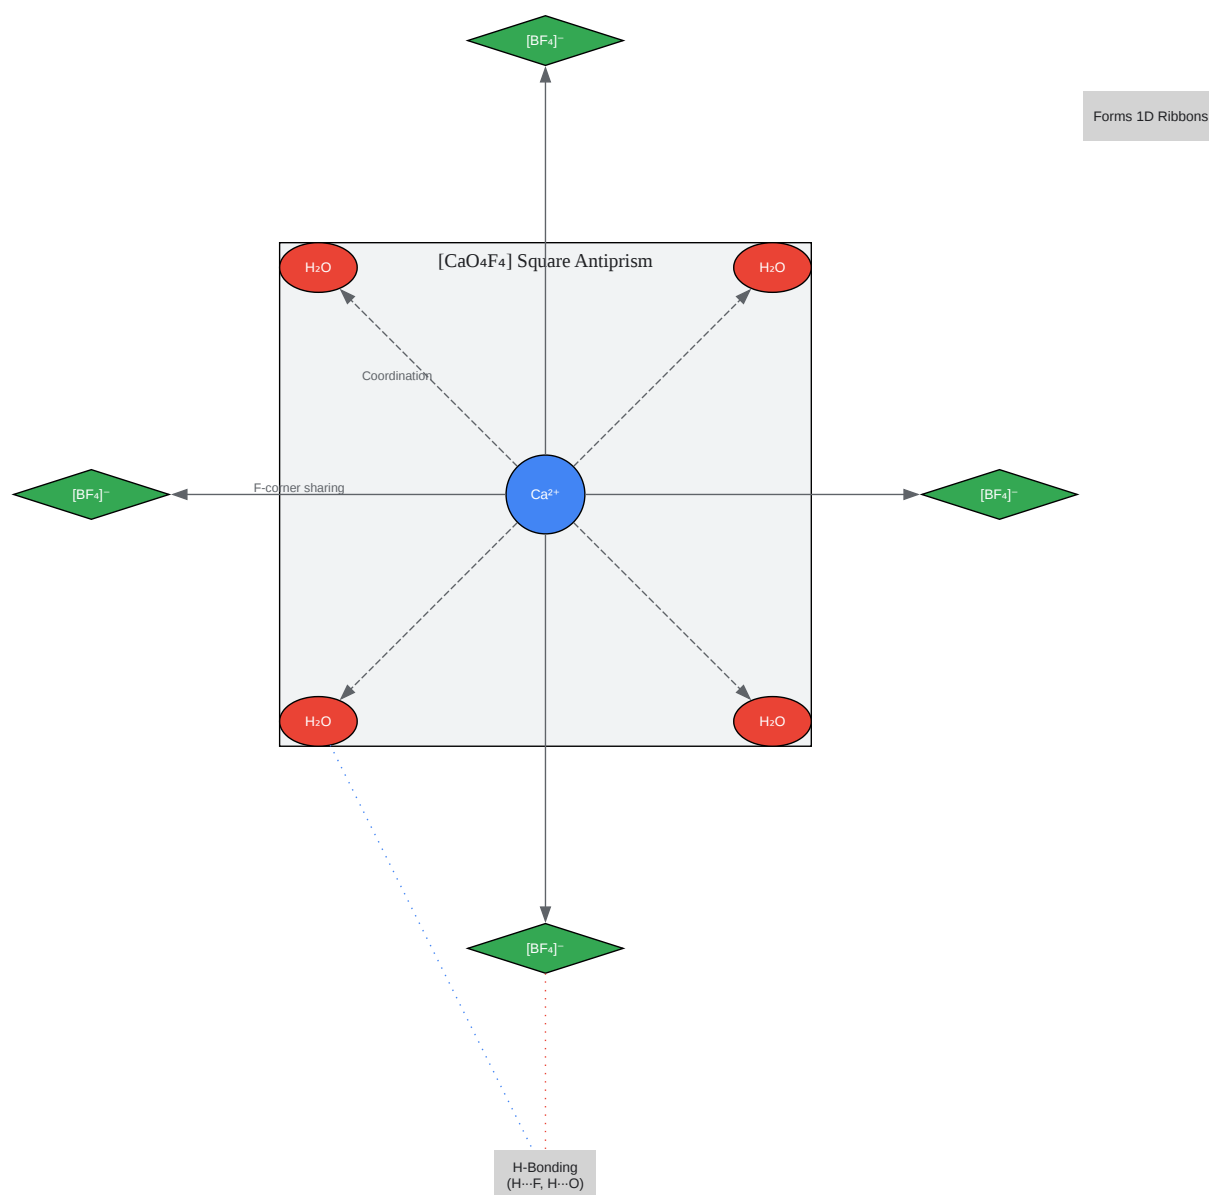 [BF₄]⁻
Forms 1D Ribbons
H₂O
[CaO₄F₄] Square Antiprism
H₂O
Coordination
[BF₄]⁻
F-corner sharing
Ca²⁺
[BF₄]⁻
H₂O
H₂O
[BF₄]⁻
H-Bonding
(H···F, H···O)